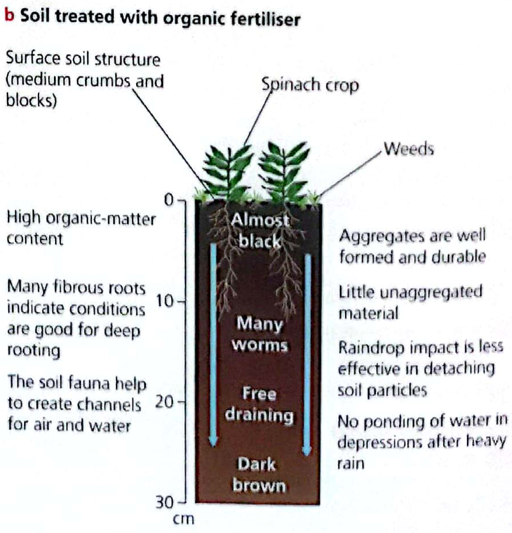 b Soil treated with organic fertiliser
Surface soil structure
(medium crumbs and
blocks)
Spinach crop
Weeds
0
High organic-matter
content
Almost
black
Aggregates are well
formed and durable
Many fibrous roots
indicate conditions
are good for deep
rooting
10
Little unaggregated
material
Many
worms
Raindrop impact is less
effective in detaching
soil particles
The soil fauna help
to create channels
for air and water
20
Free
draining
No ponding of water in
depressions after heavy
rain
Dark
brown
30
cm